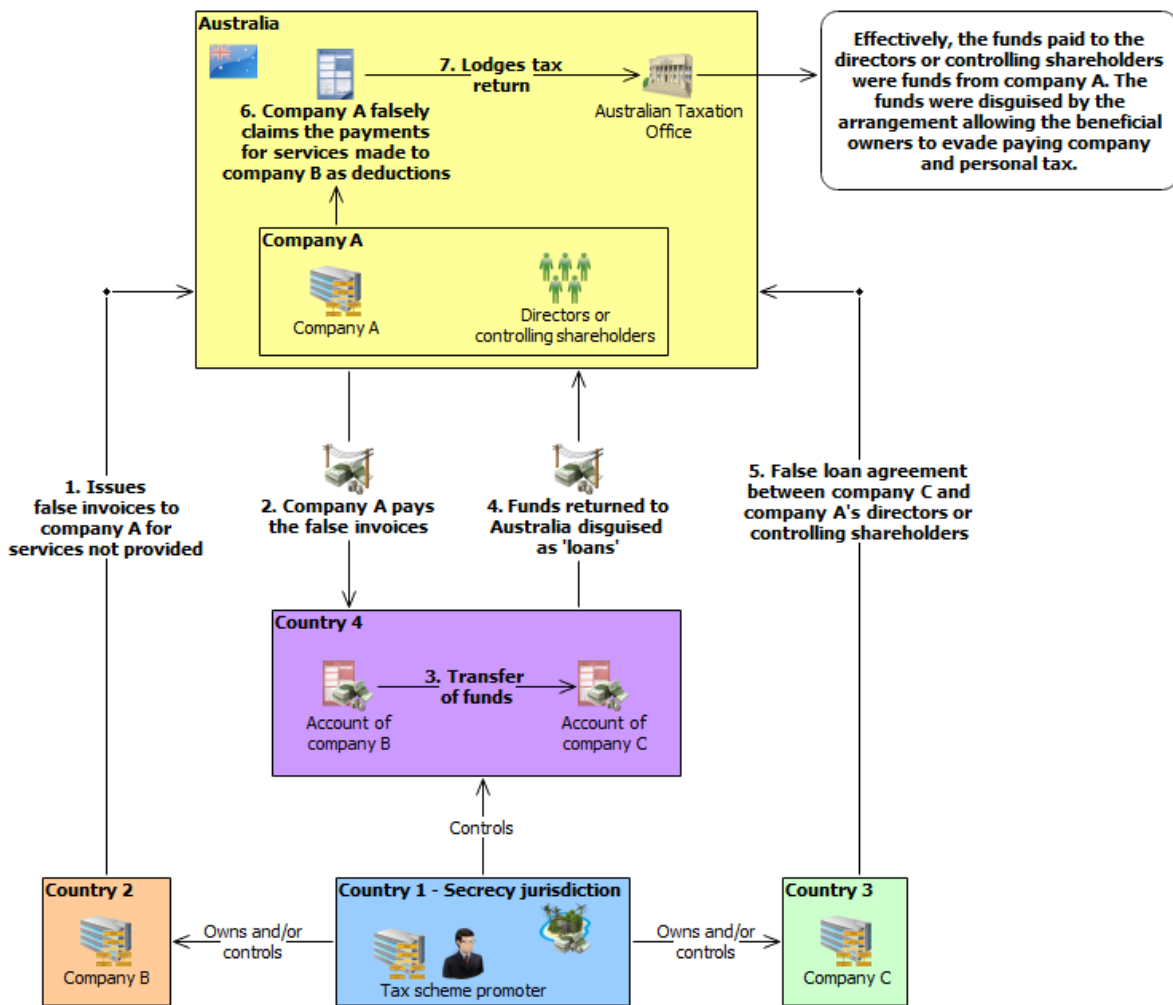 Australia
7. Lodges tax
return
Australian Taxation
Office
Effectively, the funds paid to the
directors or controlling shareholders
were funds from company A. The
funds were disguised by the
arrangement allowing the beneficial
owners to evade paying company
and personal tax.
6. Company A falsely
claims the payments
for services made to
company B as deductions
Company A
Company A
Directors or
controlling shareholders
1. Issues
false invoices to
company A for
services not provided
2. Company A pays
the false invoices
4. Funds returned to
Australia disguised
as 'loans'
5. False loan agreement
between company C and
company A's directors or
controlling shareholders
Country 4
3. Transfer
of funds
Account of
company B
Account of
company C
Controls
Country 2
Company B
Owns and/or
controls
Country 1 - Secrecy jurisdiction
Tax scheme promoter
Owns and/or
controls
Country 3
Company C